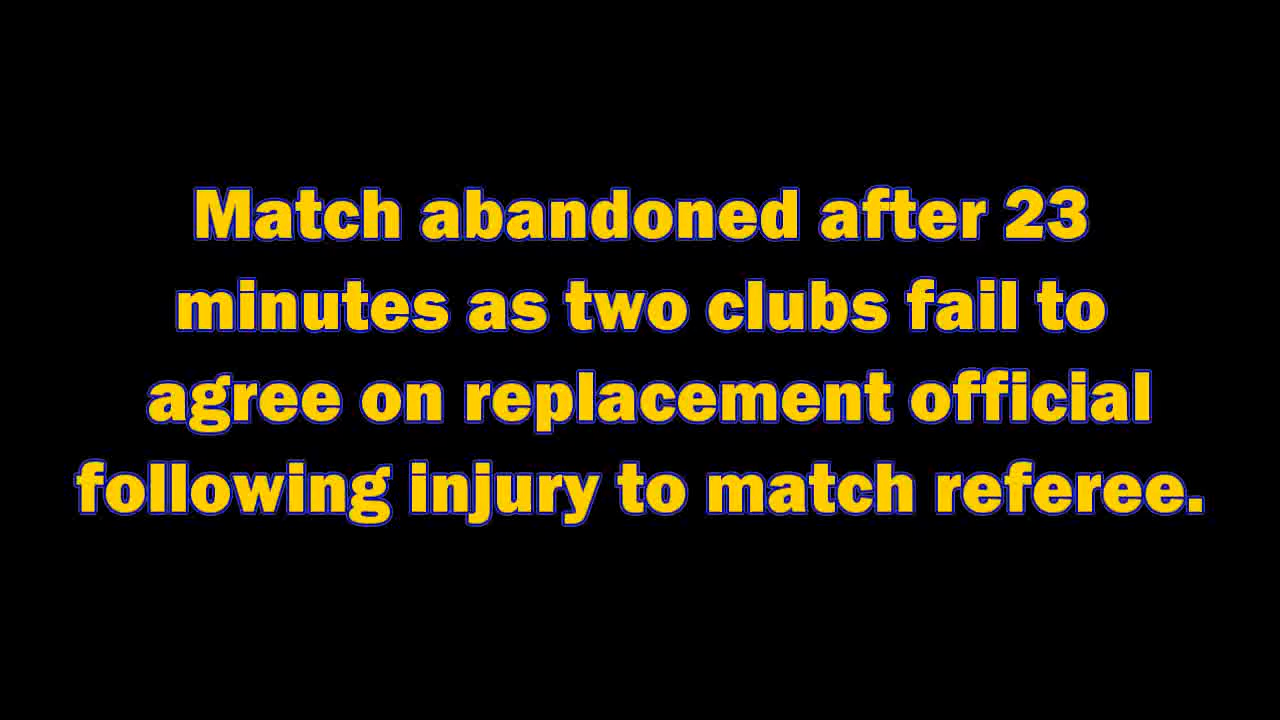 Match abandoned after 23
minutes as two clubs fail to
agree on replacement official
following injury to match referee.